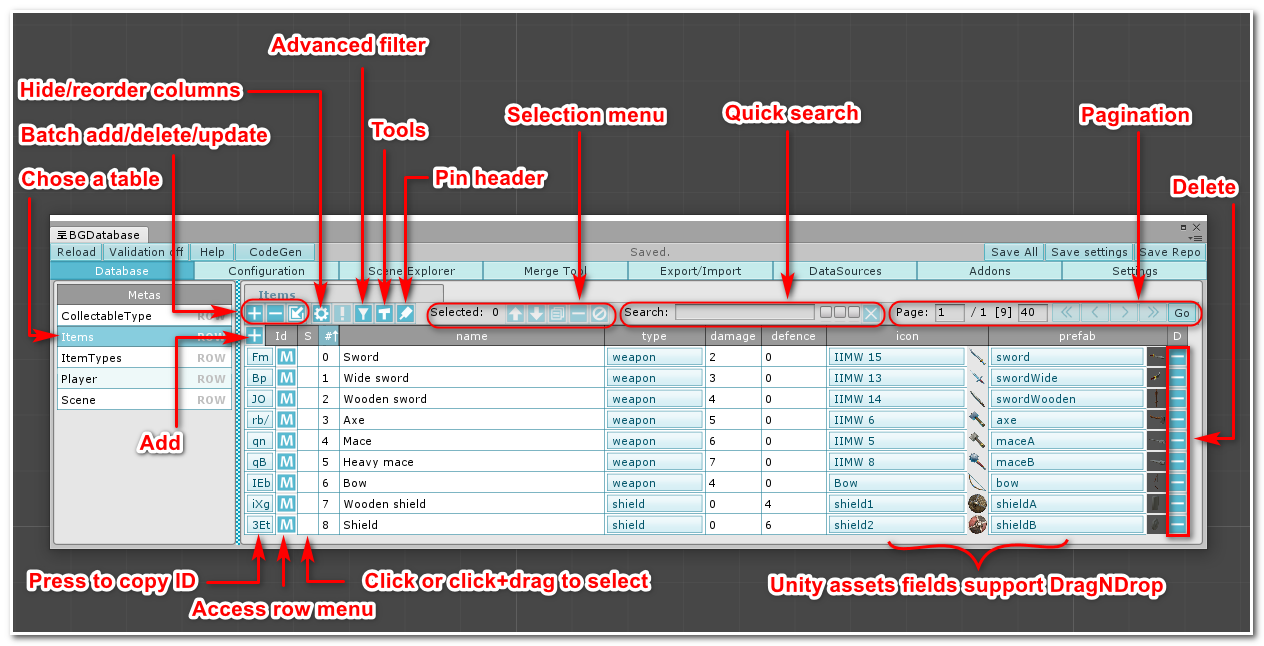 Advanced filter
Hide/reorder columns
Batch add/delete/update
Tools
Selection menu
Quick search
Pagination
Chose a table
Pin header
Delete
BGDatabase
Reload Validation off Help CodeGen Saved. Save All Save settings Save Repo
Database Configuration Scene Explorer Merge Tool Export/Import DataSources Addons Settings
Metas
CollectableType ROW
Items ROW
ItemTypes ROW
Player ROW
Scene ROW
Items
Selected: 0 Search: Page: 1 / 1 [9] 40 Go
Id S # name type damage defence icon prefab D
Fm M 0 Sword weapon 2 0 IIMW 15 sword
Bp M 1 Wide sword weapon 3 0 IIMW 13 swordWide
JO M 2 Wooden sword weapon 4 0 IIMW 14 swordWooden
rb/ M 3 Axe weapon 5 0 IIMW 6 axe
qn M 4 Mace weapon 6 0 IIMW 5 maceA
qB M 5 Heavy mace weapon 7 0 IIMW 8 maceB
IEb M 6 Bow weapon 4 0 Bow bow
iXg M 7 Wooden shield shield 0 4 shield1 shieldA
3Et M 8 Shield shield 0 6 shield2 shieldB
Add
Press to copy ID
Access row menu
Click or click+drag to select
Unity assets fields support DragNDrop